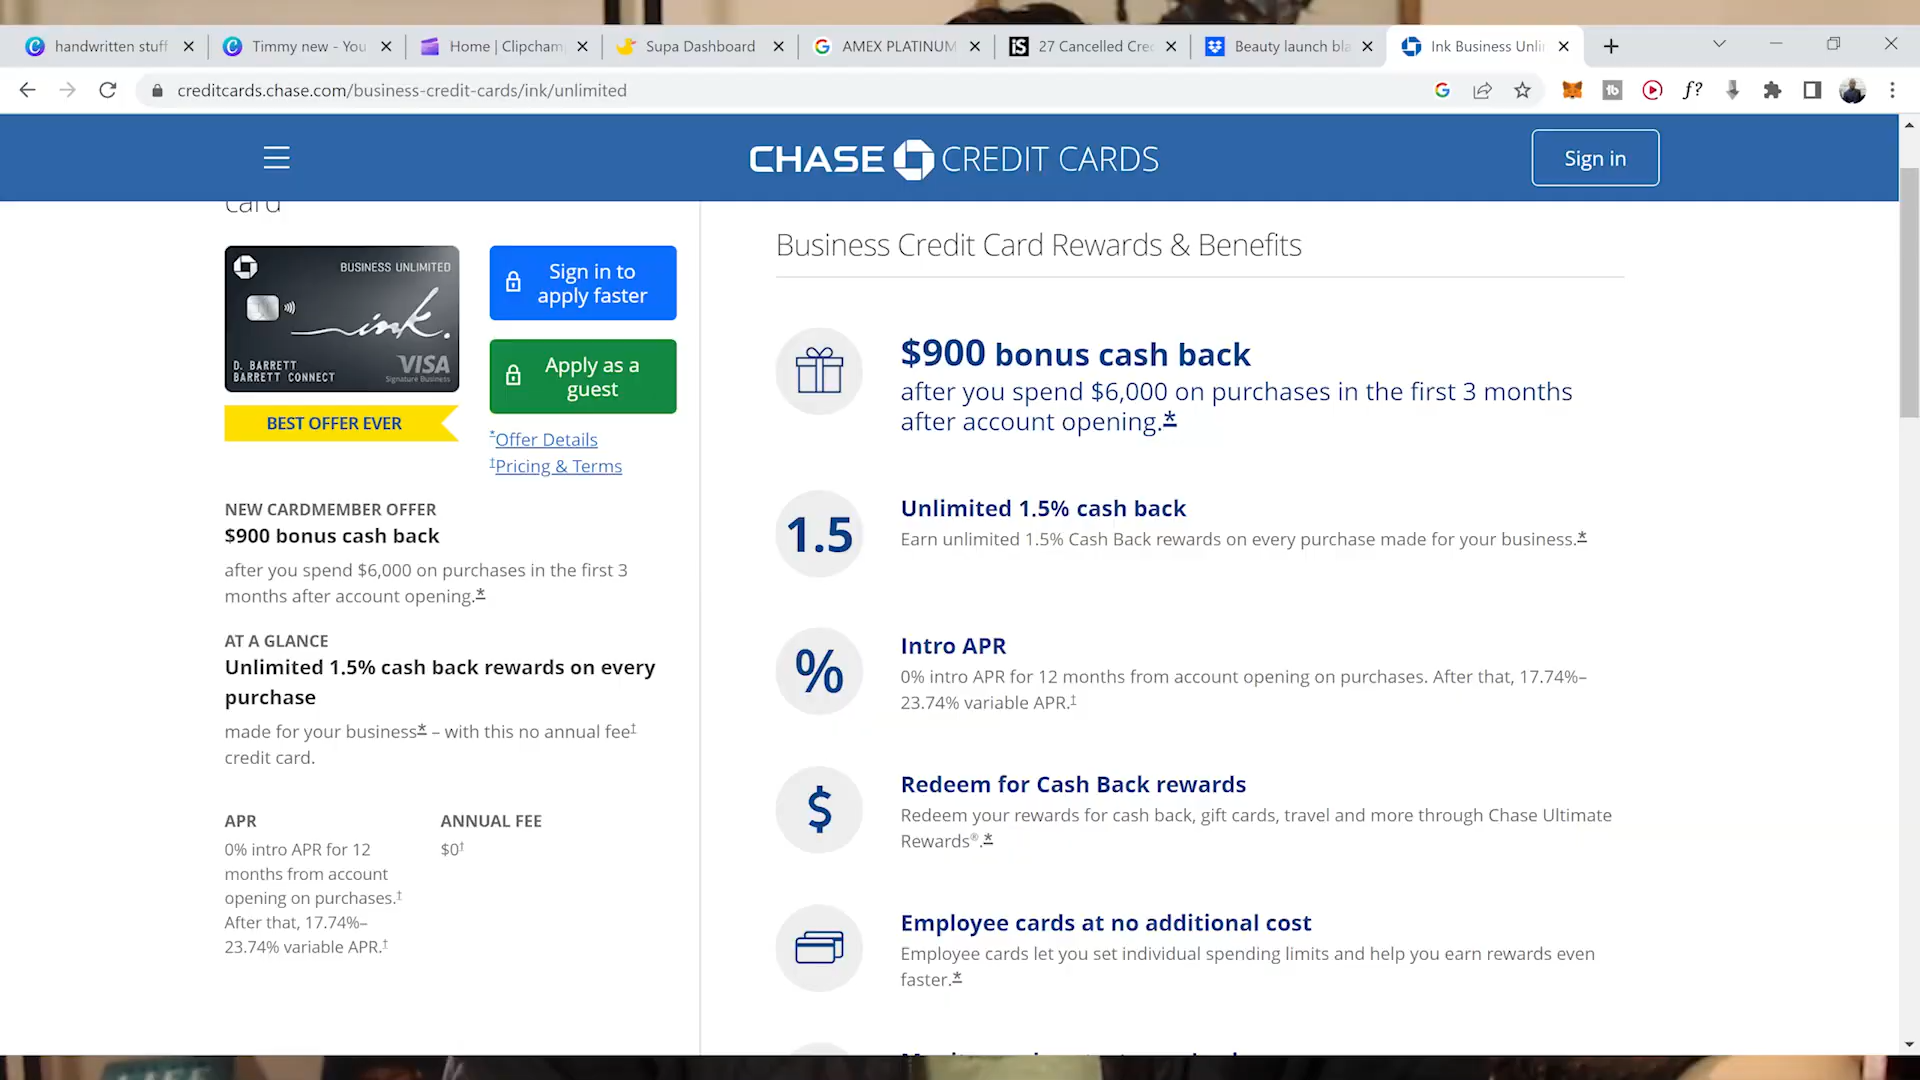 handwritten stuff
Timmy new - You
Home | Clipcham
Supa Dashboard
AMEX PLATINUM
27 Cancelled Cre
Beauty launch bla
Ink Business Unli
creditcards.chase.com/business-credit-cards/ink/unlimited
CHASE CREDIT CARDS
Sign in
card
BUSINESS UNLIMITED
ink.
D. BARRETT
BARRETT CONNECT
VISA
Signature Business
BEST OFFER EVER
Sign in to
apply faster
Apply as a
guest
*Offer Details
‡Pricing & Terms
NEW CARDMEMBER OFFER
$900 bonus cash back
after you spend $6,000 on purchases in the first 3
months after account opening.*
AT A GLANCE
Unlimited 1.5% cash back rewards on every
purchase
made for your business* – with this no annual fee‡
credit card.
APR
0% intro APR for 12
months from account
opening on purchases.‡
After that, 17.74%–
23.74% variable APR.‡
ANNUAL FEE
$0†
Business Credit Card Rewards & Benefits
$900 bonus cash back
after you spend $6,000 on purchases in the first 3 months
after account opening.*
1.5
Unlimited 1.5% cash back
Earn unlimited 1.5% Cash Back rewards on every purchase made for your business.*
%
Intro APR
0% intro APR for 12 months from account opening on purchases. After that, 17.74%–
23.74% variable APR.‡
$
Redeem for Cash Back rewards
Redeem your rewards for cash back, gift cards, travel and more through Chase Ultimate
Rewards®.*
Employee cards at no additional cost
Employee cards let you set individual spending limits and help you earn rewards even
faster.*